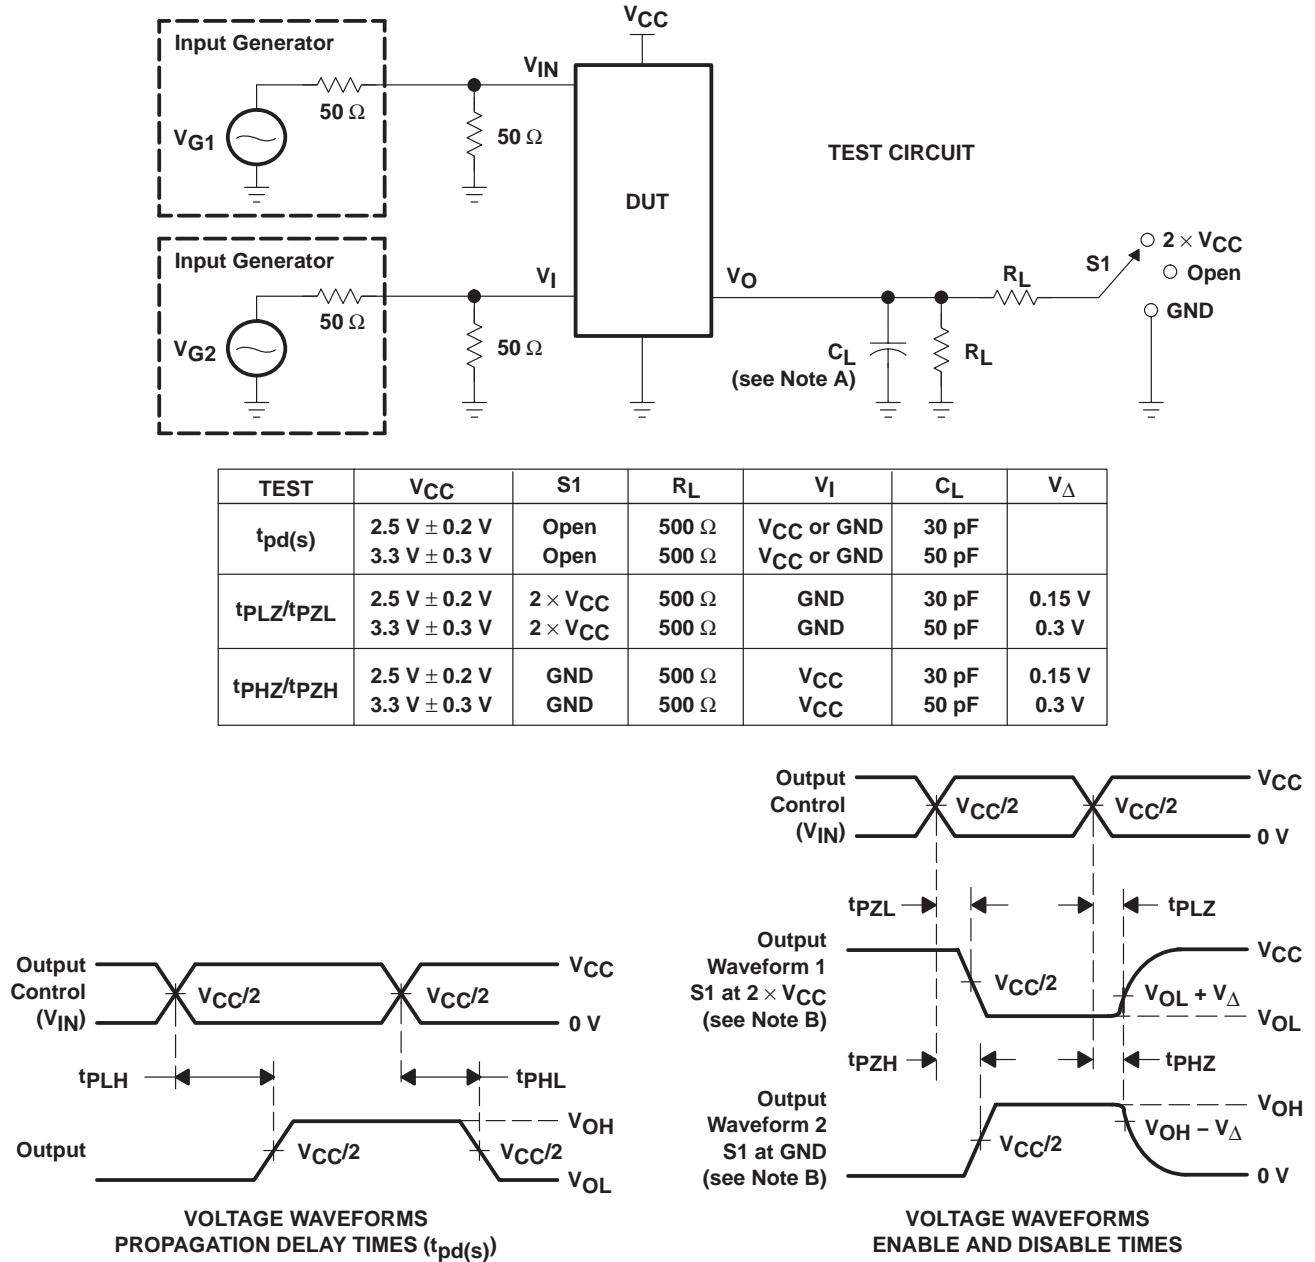 VCC
Input Generator
VIN
50 Ω
VG1
50 Ω
TEST CIRCUIT
DUT
Input Generator
VI
VO
50 Ω
VG2
50 Ω
RL
S1
2 × VCC
Open
GND
CL
(see Note A)
RL
TEST VCC S1 RL VI CL VΔ
tpd(s) 2.5 V ± 0.2 V Open 500 Ω VCC or GND 30 pF
3.3 V ± 0.3 V Open 500 Ω VCC or GND 50 pF
tPLZ/tPZL 2.5 V ± 0.2 V 2 × VCC 500 Ω GND 30 pF 0.15 V
3.3 V ± 0.3 V 2 × VCC 500 Ω GND 50 pF 0.3 V
tPHZ/tPZH 2.5 V ± 0.2 V GND 500 Ω VCC 30 pF 0.15 V
3.3 V ± 0.3 V GND 500 Ω VCC 50 pF 0.3 V
Output
Control
(VIN)
VCC/2
VCC/2
VCC
0 V
tPLH
tPHL
Output
VCC/2
VCC/2
VOH
VOL
VOLTAGE WAVEFORMS
PROPAGATION DELAY TIMES (tpd(s))
Output
Control
(VIN)
VCC/2
VCC/2
VCC
0 V
tPZL
tPLZ
Output
Waveform 1
S1 at 2 × VCC
(see Note B)
VCC/2
VCC
VOL + VΔ
VOL
tPZH
tPHZ
Output
Waveform 2
S1 at GND
(see Note B)
VCC/2
VOH
VOH − VΔ
0 V
VOLTAGE WAVEFORMS
ENABLE AND DISABLE TIMES